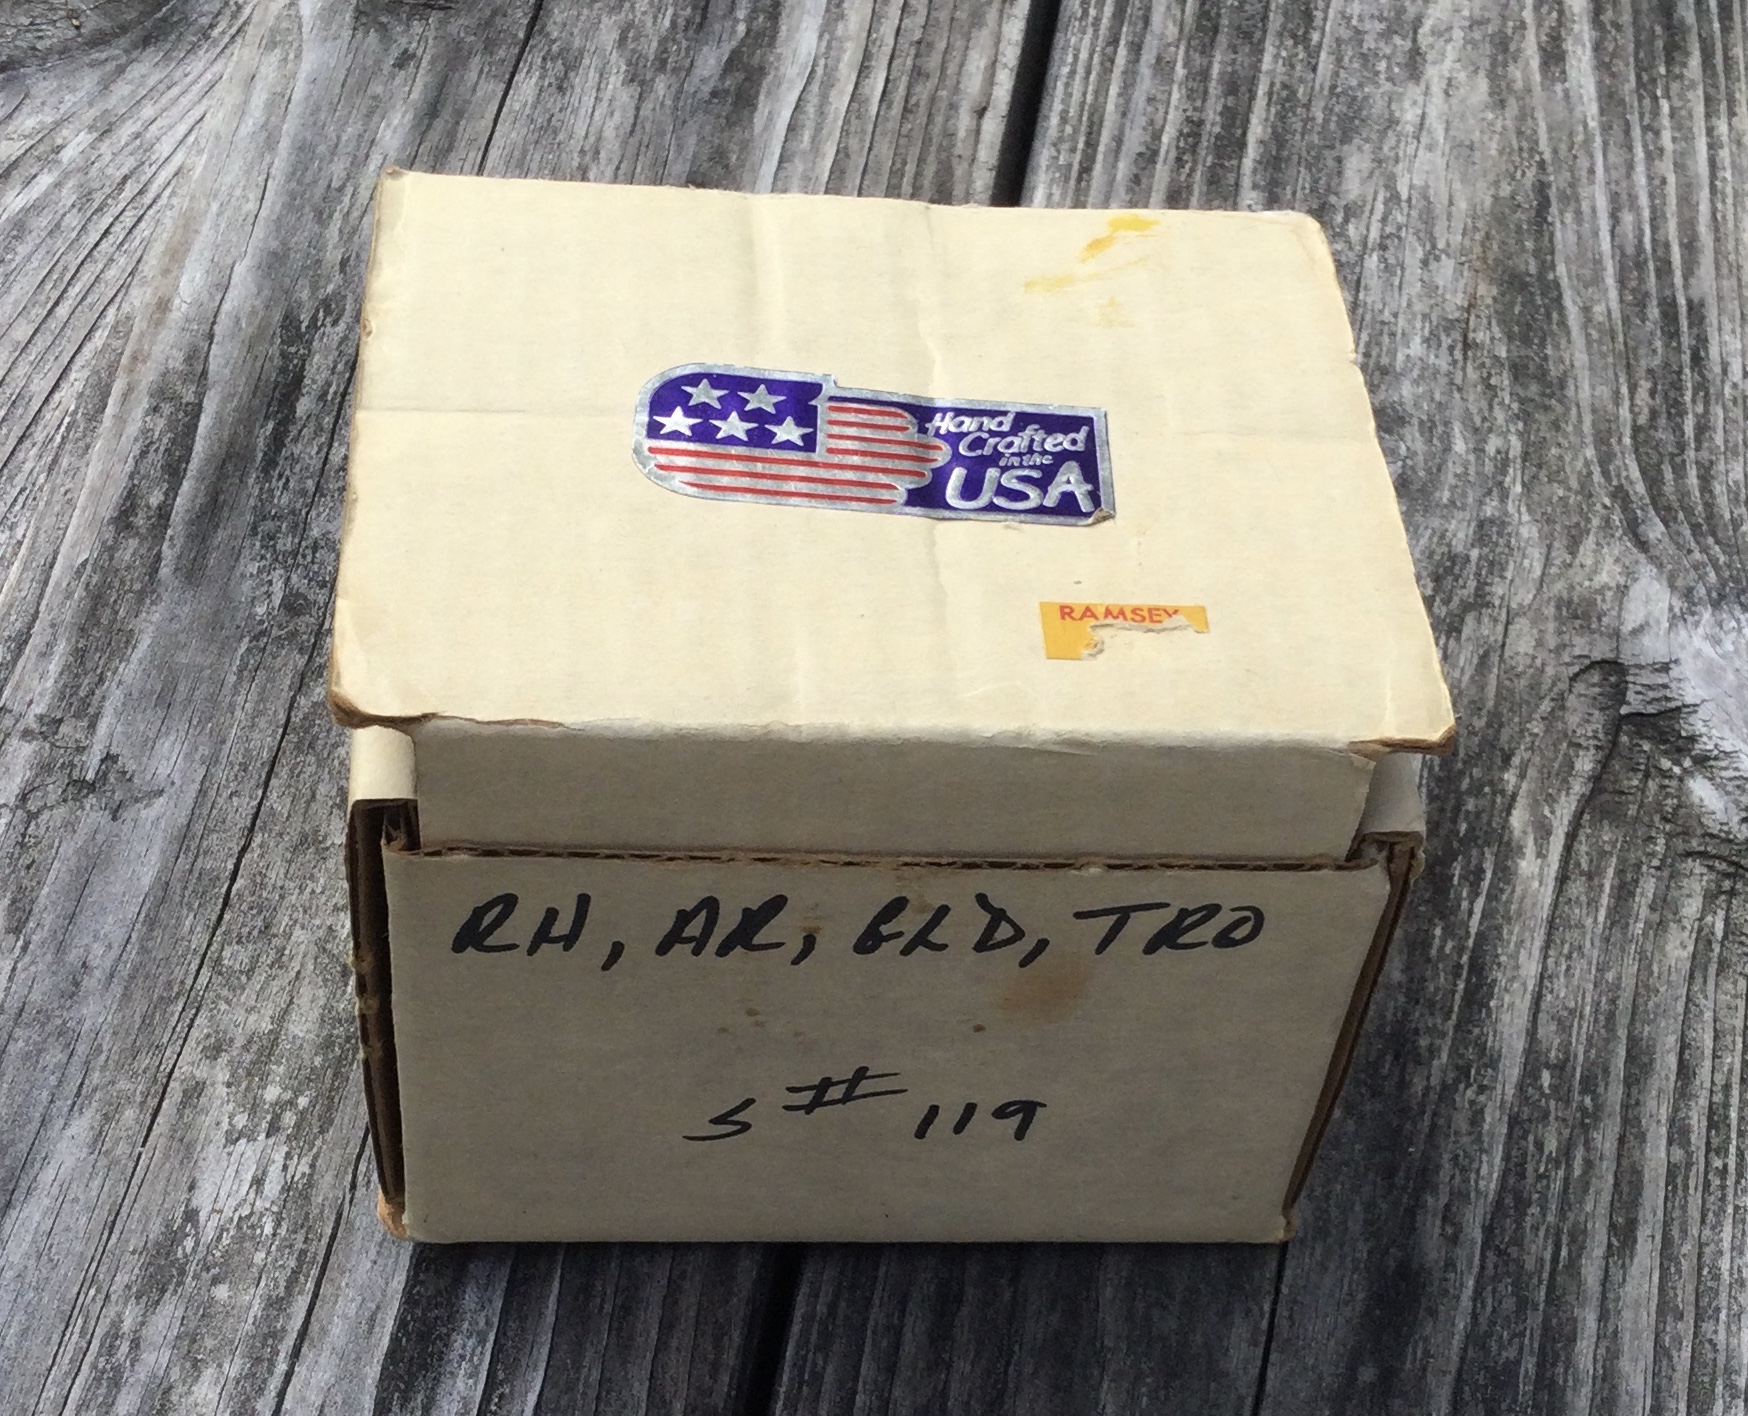 Hand
Crafted
in the
USA
RAMSEY
RH, AR, GLD, TRO
S# 119